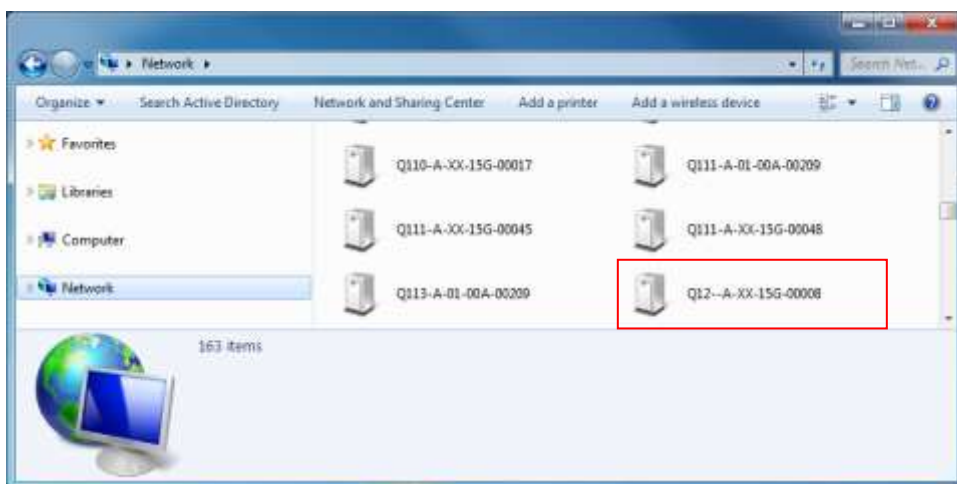 Network
Search Net...
Organize
Search Active Directory
Network and Sharing Center
Add a printer
Add a wireless device
Favorites
Libraries
Computer
Network
Q110-A-XX-15G-00017
Q111-A-01-00A-00209
Q111-A-XX-15G-00045
Q111-A-XX-15G-00048
Q113-A-01-00A-00209
Q12--A-XX-15G-00008
163 items